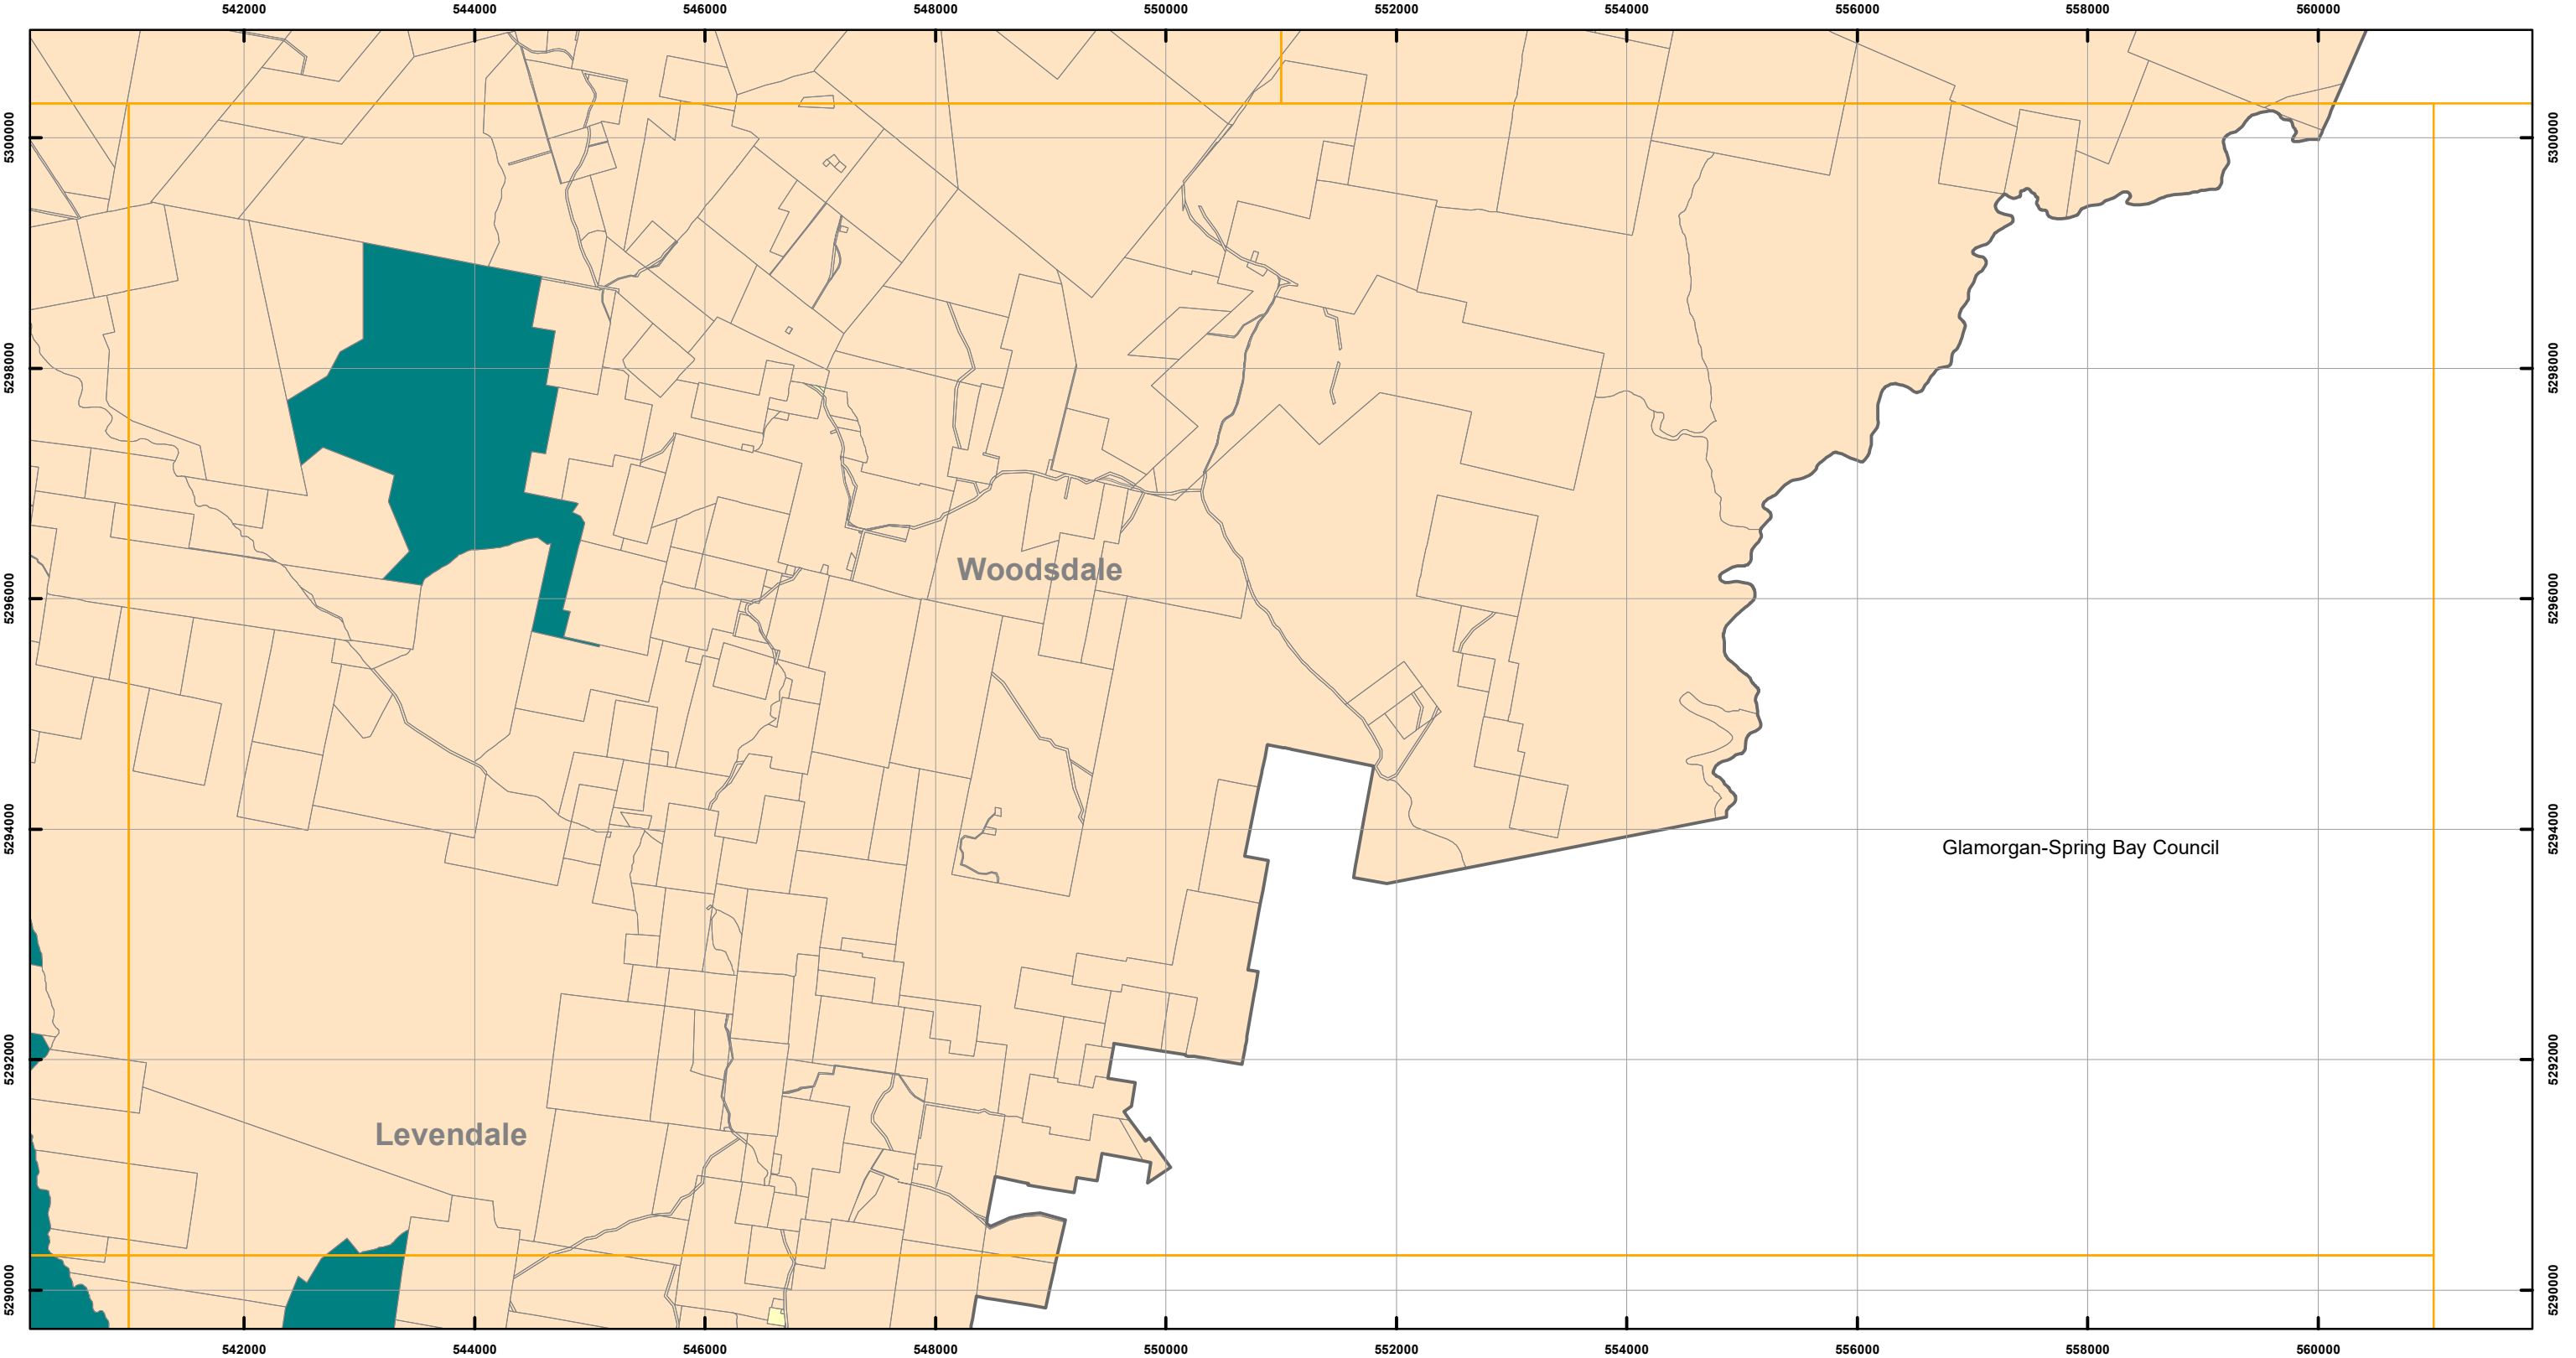 542000 544000 546000 548000 550000 552000 554000 556000 558000 560000
5300000 5300000
5298000 5298000
Woodsdale
5296000 5296000
5294000 5294000
Glamorgan-Spring Bay Council
5292000 5292000
Levendale
5290000 5290000
542000 544000 546000 548000 550000 552000 554000 556000 558000 560000